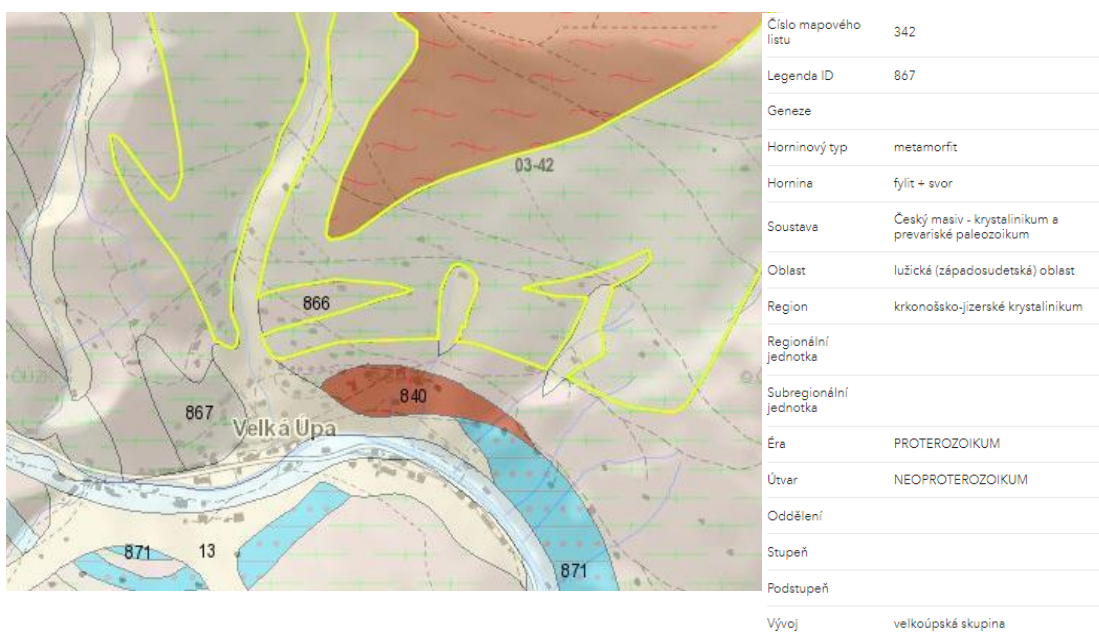 03-42
866
840
867
Velká Úpa
871
13
871
Číslo mapového
listu
342
Legenda ID
867
Geneze
Horninový typ
metamorfit
Hornina
fylit + svor
Soustava
Český masiv - krystalinikum a
prevariské paleozoikum
Oblast
lužická (západosudetská) oblast
Region
krkonošsko-jizerské krystalinikum
Regionální
jednotka
Subregionální
jednotka
Éra
PROTEROZOIKUM
Útvar
NEOPROTEROZOIKUM
Oddělení
Stupeň
Podstupeň
Vývoj
velkoúpská skupina